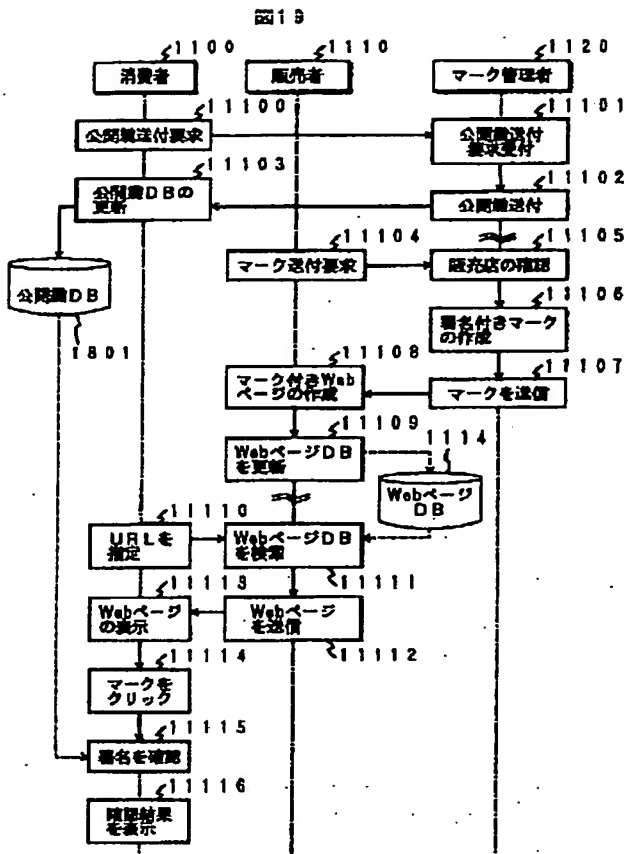 図19
1100
1110
1120
消費者
販売者
マーク管理者
11100
11101
公開鍵送付要求
公開鍵送付
要求受付
11103
11102
公開鍵DBの
更新
公開鍵送付
11104
11105
マーク送付要求
販売店の確認
公開鍵DB
1801
11106
署名付きマーク
の作成
11108
11107
マーク付きWeb
ページの作成
マークを送信
11109
1114
WebページDB
を更新
Webページ
DB
11110
URLを
指定
WebページDB
を検索
11111
11113
Webページ
の表示
Webページ
を送信
11112
11114
マークを
クリック
11115
署名を確認
11116
確認結果
を表示